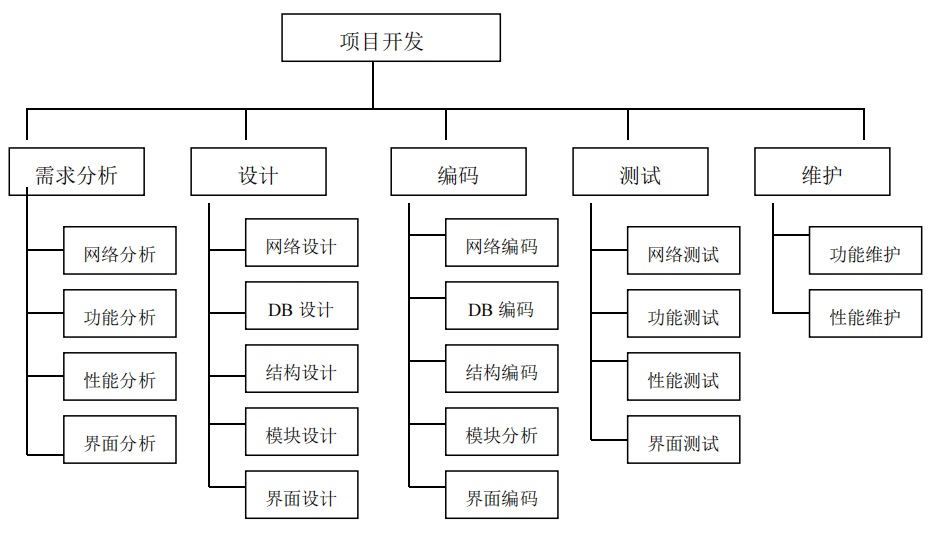 项目开发
需求分析
设计
编码
测试
维护
网络分析
功能分析
性能分析
界面分析
网络设计
DB 设计
结构设计
模块设计
界面设计
网络编码
DB 编码
结构编码
模块分析
界面编码
网络测试
功能测试
性能测试
界面测试
功能维护
性能维护